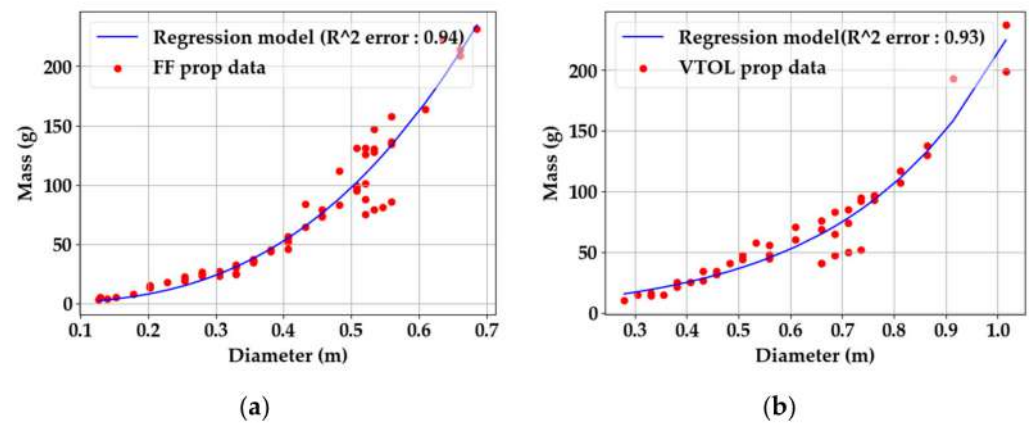 Regression model (R^2 error : 0.94)
FF prop data
Mass (g)
200
150
100
50
0
0.1 0.2 0.3 0.4 0.5 0.6 0.7
Diameter (m)
(a)
Regression model(R^2 error : 0.93)
VTOL prop data
Mass (g)
200
150
100
50
0
0.3 0.4 0.5 0.6 0.7 0.8 0.9 1.0
Diameter (m)
(b)